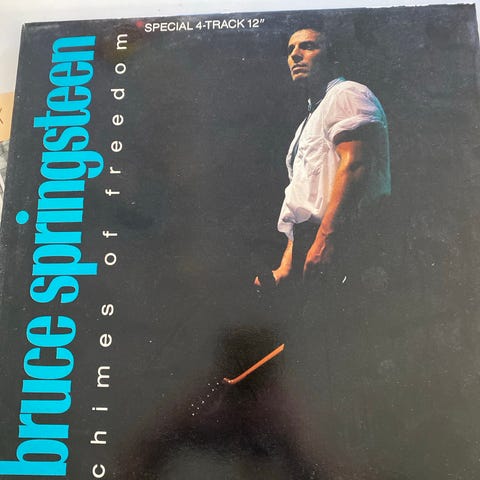 SPECIAL 4-TRACK 12"
bruce springsteen
chimes of freedom